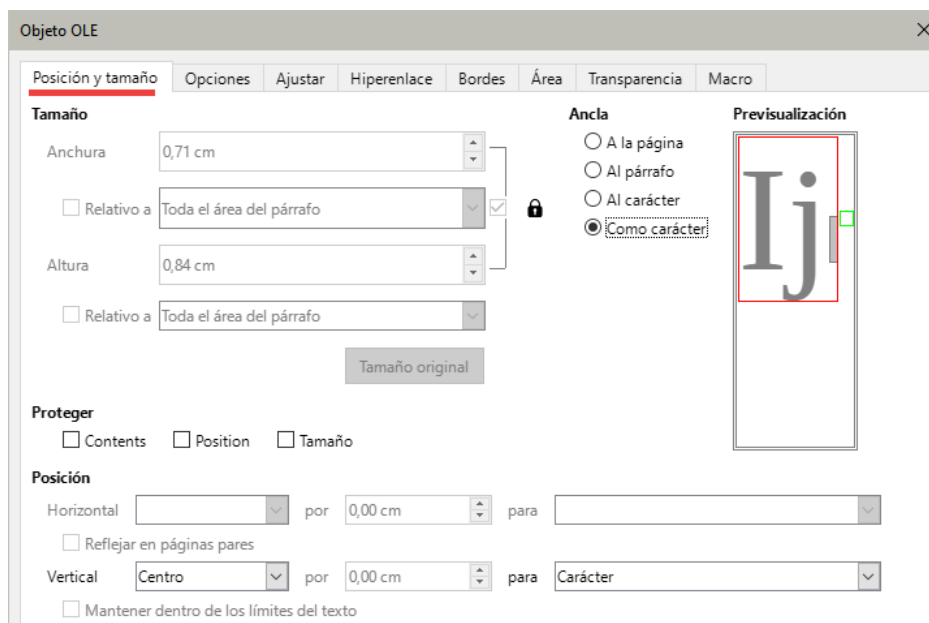 Objeto OLE
Posición y tamaño Opciones Ajustar Hiperenlace Bordes Área Transparencia Macro
Tamaño
Anchura 0,71 cm
Relativo a Toda el área del párrafo
Altura 0,84 cm
Relativo a Toda el área del párrafo
Tamaño original
Ancla
A la página
Al párrafo
Al carácter
Como carácter
Previsualización
Ij
Proteger
Contents Position Tamaño
Posición
Horizontal por 0,00 cm para
Reflejar en páginas pares
Vertical Centro por 0,00 cm para Carácter
Mantener dentro de los límites del texto